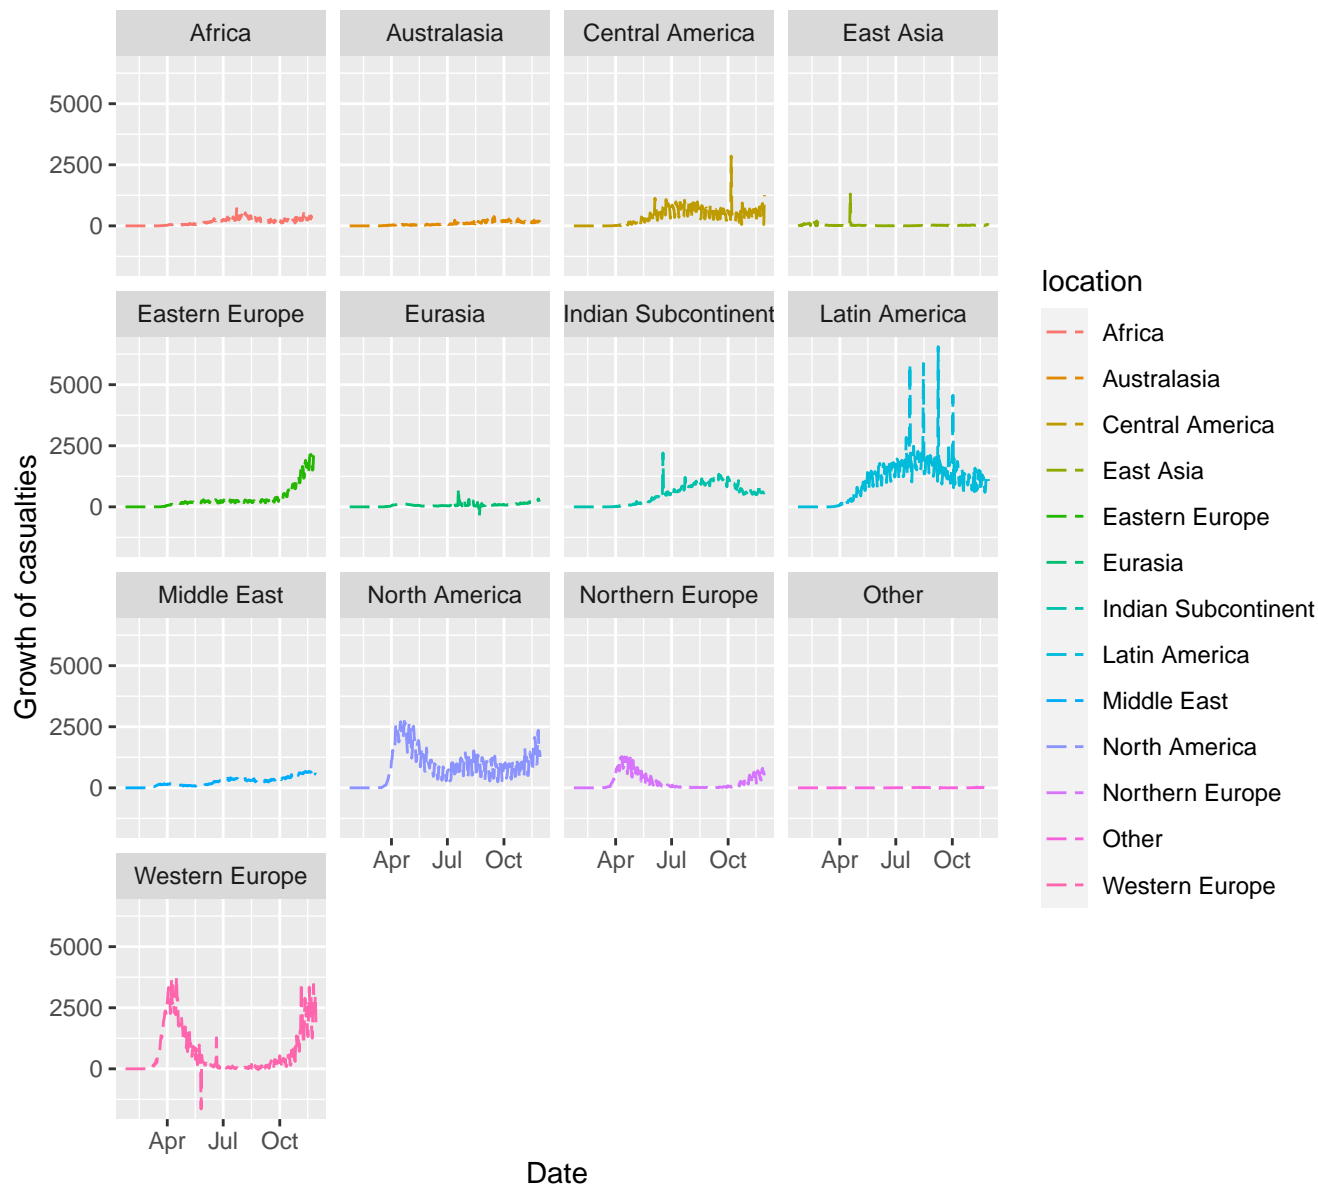 Africa
Australasia
Central America
East Asia
5000
2500
0
Eastern Europe
Eurasia
Indian Subcontinent
Latin America
5000
2500
0
Middle East
North America
Northern Europe
Other
5000
2500
0
Apr Jul Oct
Apr Jul Oct
Apr Jul Oct
Western Europe
5000
2500
0
Apr Jul Oct
Date
Growth of casualties
location
Africa
Australasia
Central America
East Asia
Eastern Europe
Eurasia
Indian Subcontinent
Latin America
Middle East
North America
Northern Europe
Other
Western Europe